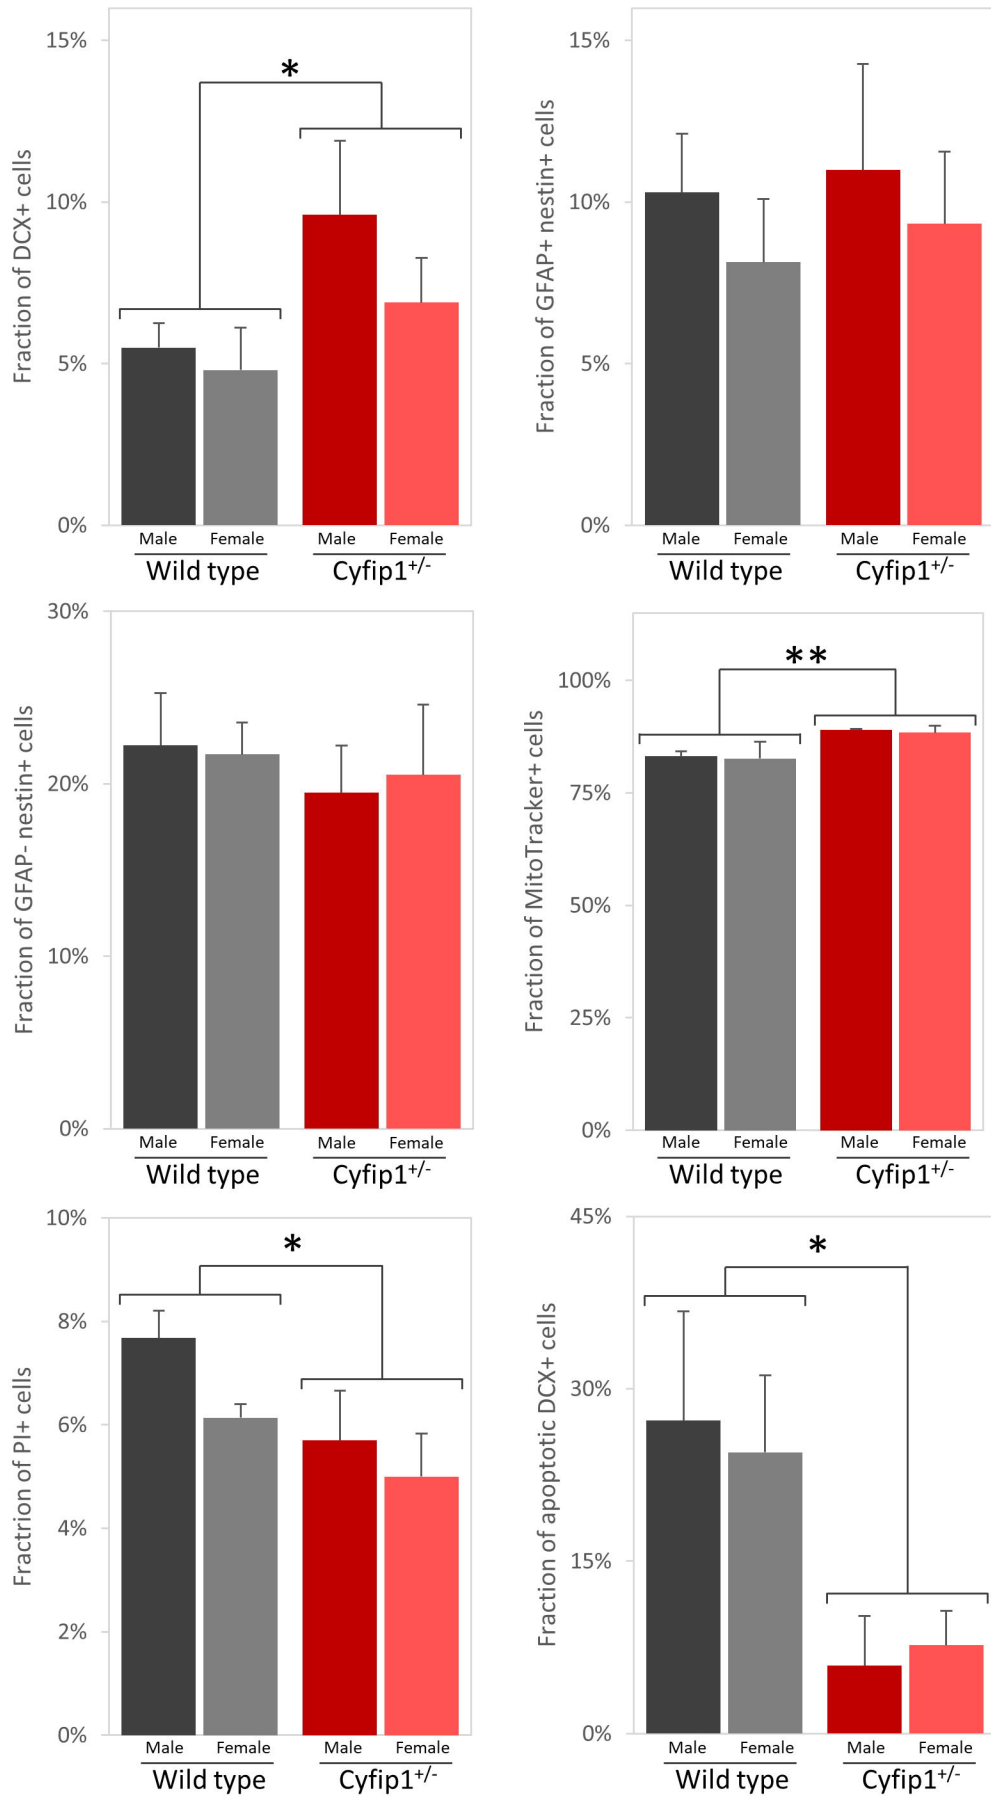 15%
10%
5%
0%
Fraction of DCX+ cells
*
Male Female Male Female
Wild type Cyfip1+/-
15%
10%
5%
0%
Fraction of GFAP+ nestin+ cells
Male Female Male Female
Wild type Cyfip1+/-
30%
20%
10%
0%
Fraction of GFAP- nestin+ cells
Male Female Male Female
Wild type Cyfip1+/-
100%
75%
50%
25%
0%
Fraction of MitoTracker+ cells
**
Male Female Male Female
Wild type Cyfip1+/-
10%
8%
6%
4%
2%
0%
Fractrion of PI+ cells
*
Male Female Male Female
Wild type Cyfip1+/-
45%
30%
15%
0%
Fraction of apoptotic DCX+ cells
*
Male Female Male Female
Wild type Cyfip1+/-